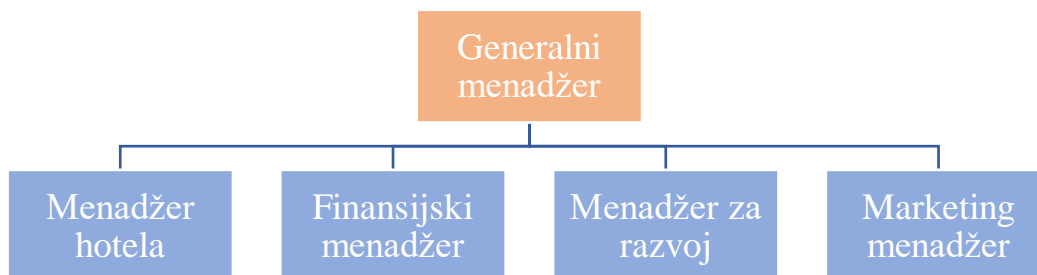 Generalni
menadžer
Menadžer
hotela
Finansijski
menadžer
Menadžer za
razvoj
Marketing
menadžer